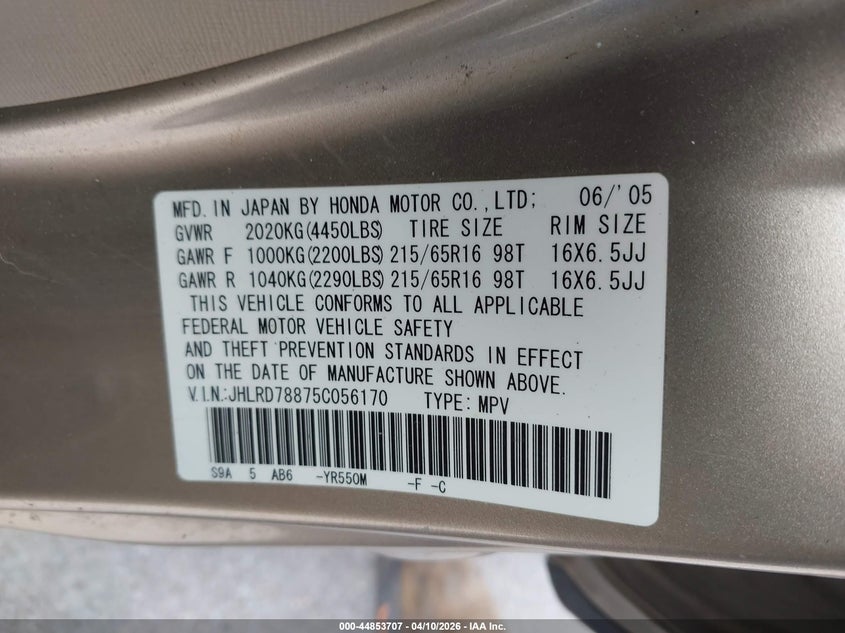 MFD. IN JAPAN BY HONDA MOTOR CO.,LTD; 06/'05
GVWR 2020KG(4450LBS) TIRE SIZE RIM SIZE
GAWR F 1000KG(2200LBS) 215/65R16 98T 16X6.5JJ
GAWR R 1040KG(2290LBS) 215/65R16 98T 16X6.5JJ
THIS VEHICLE CONFORMS TO ALL APPLICABLE
FEDERAL MOTOR VEHICLE SAFETY
AND THEFT PREVENTION STANDARDS IN EFFECT
ON THE DATE OF MANUFACTURE SHOWN ABOVE.
V.I.N.:JHLRD78875C056170 TYPE: MPV
S9A 5 AB6 -YR550M -F -C
000-44853707 - 04/10/2026 - IAA Inc.